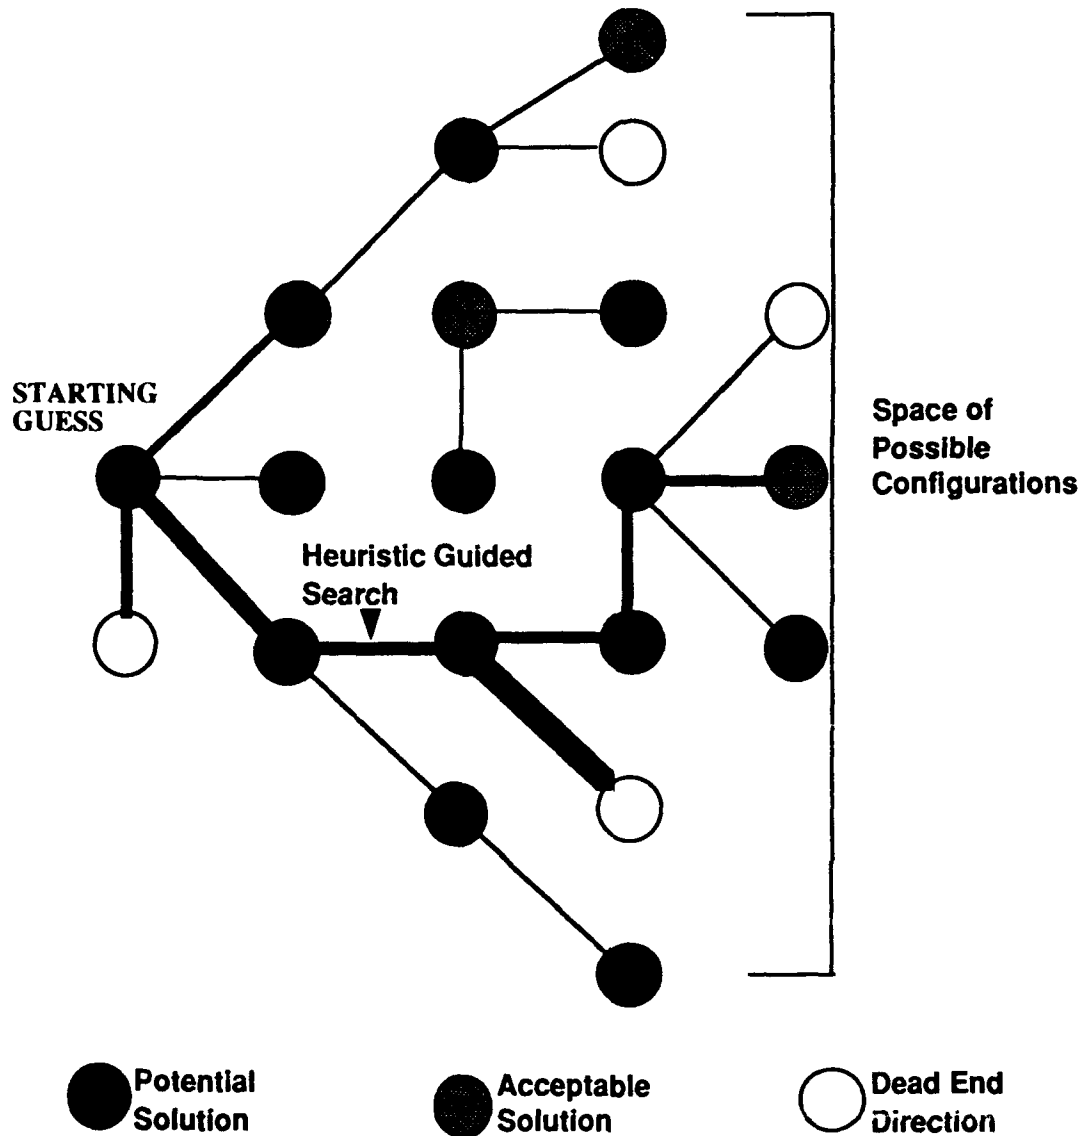 STARTING
GUESS
Space of
Possible
Configurations
Heuristic Guided
Search
Potential
Solution
Acceptable
Solution
Dead End
Direction